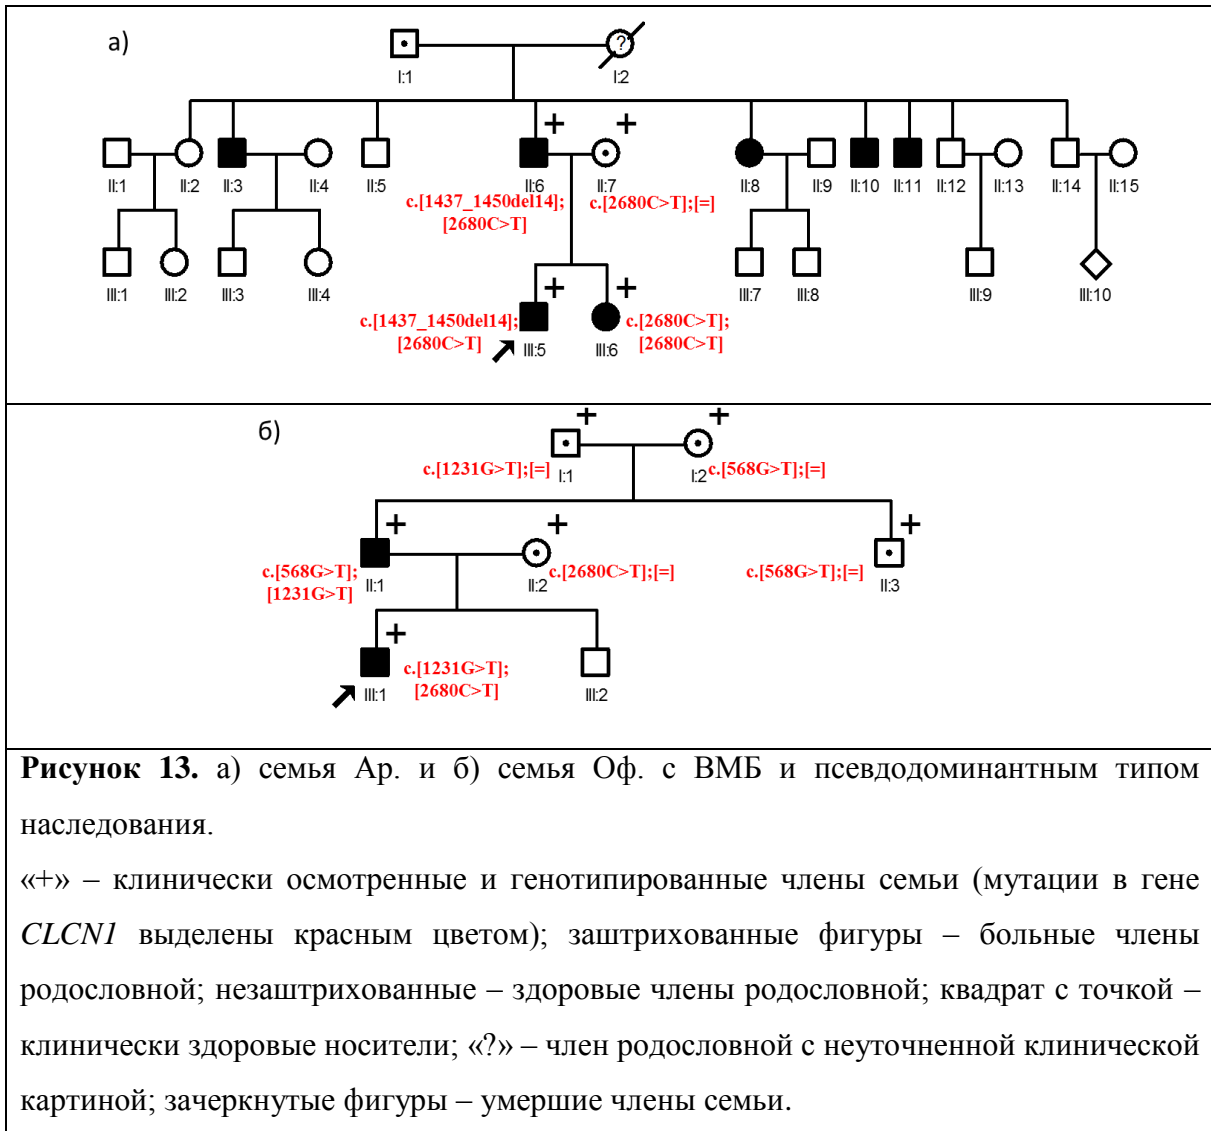 а)
I:1 ? I:2
+ +
II:1 II:2 II:3 II:4 II:5 II:6 II:7 II:8 II:9 II:10 II:11 II:12 II:13 II:14 II:15
c.[1437_1450del14]; c.[2680C>T];[=]
[2680C>T]
+ +
III:1 III:2 III:3 III:4 III:7 III:8 III:9 III:10
c.[1437_1450del14]; c.[2680C>T];
[2680C>T] III:5 III:6 [2680C>T]
б)
+ +
c.[1231G>T];[=] I:1 I:2 c.[568G>T];[=]
+ + +
c.[568G>T]; II:1 II:2 c.[2680C>T];[=] c.[568G>T];[=] II:3
[1231G>T]
+
c.[1231G>T];
III:1 [2680C>T] III:2
Рисунок 13. а) семья Ар. и б) семья Оф. с ВМБ и псевдодоминантным типом
наследования.
«+» – клинически осмотренные и генотипированные члены семьи (мутации в гене
CLCN1 выделены красным цветом); заштрихованные фигуры – больные члены
родословной; незаштрихованные – здоровые члены родословной; квадрат с точкой –
клинически здоровые носители; «?» – член родословной с неуточненной клинической
картиной; зачеркнутые фигуры – умершие члены семьи.